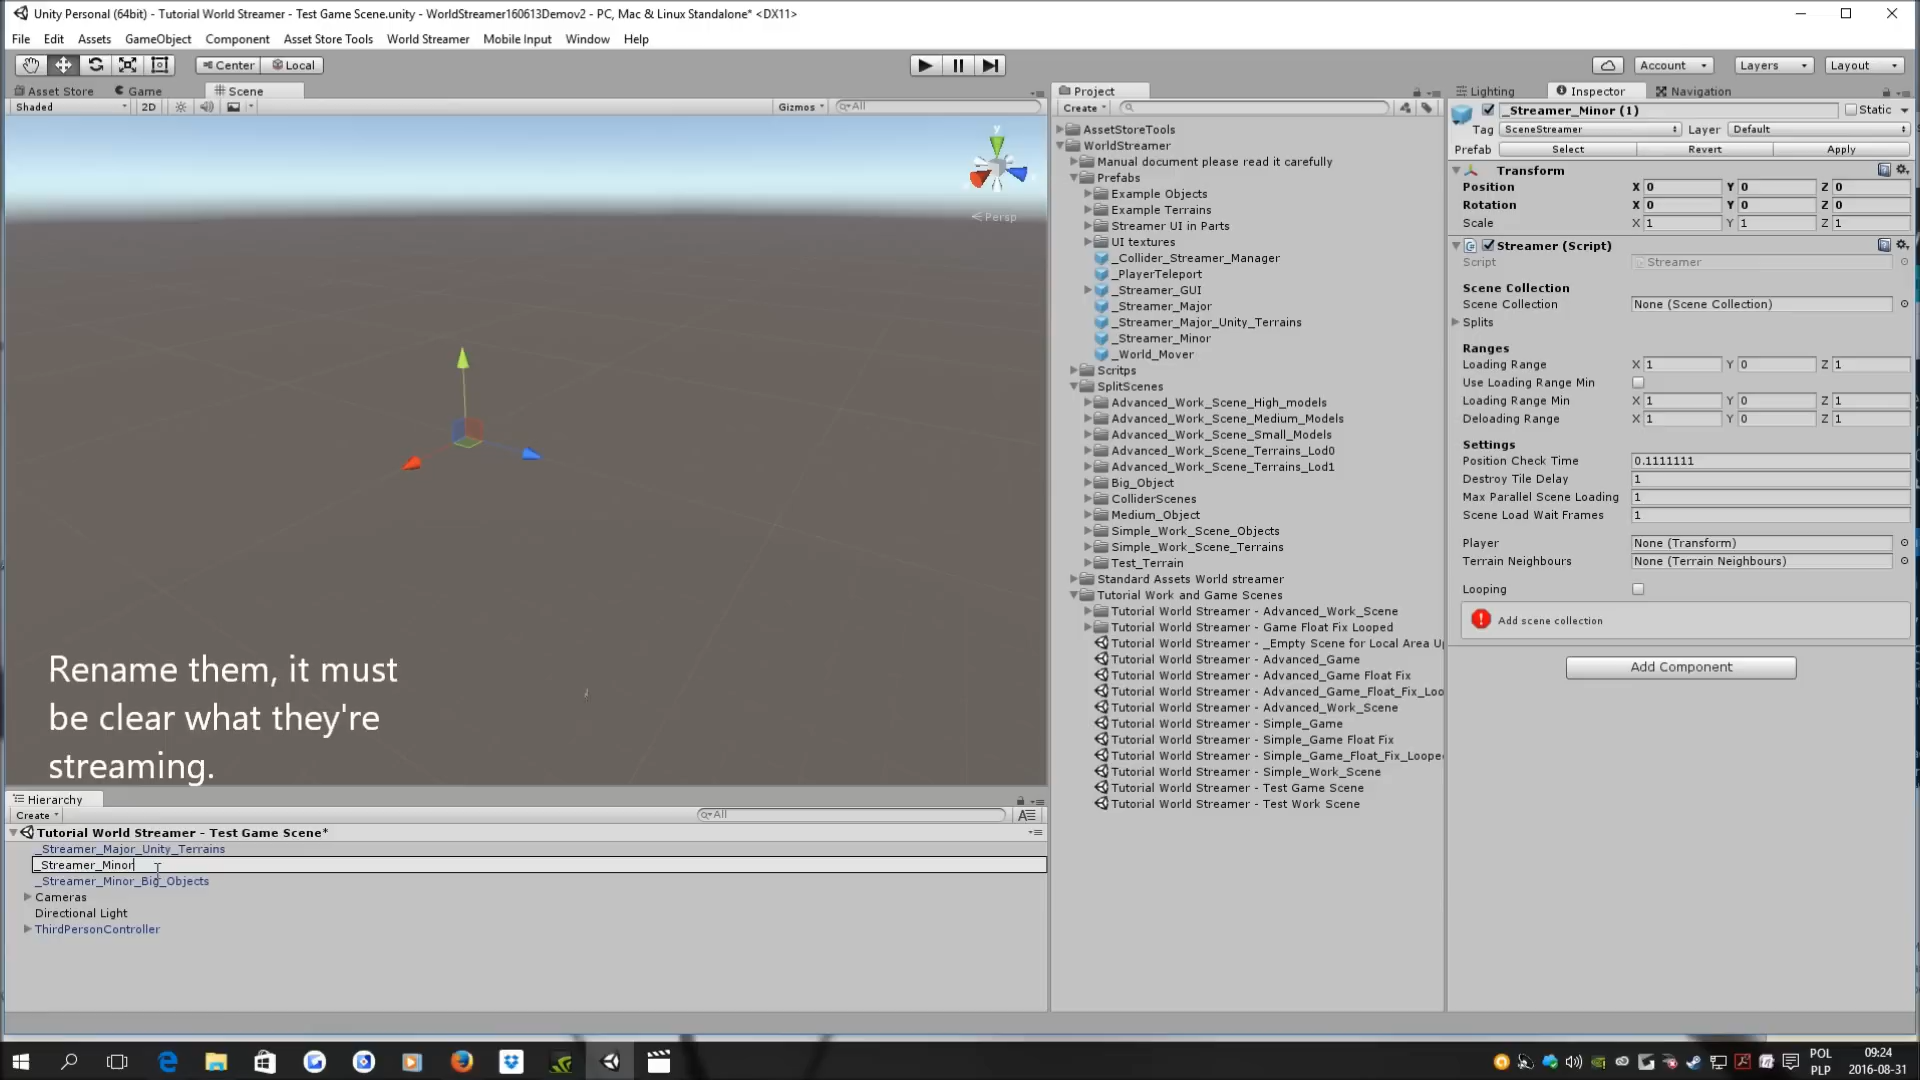 Unity Personal (64bit) - Tutorial World Streamer - Test Game Scene.unity - WorldStreamer160613Demov2 - PC, Mac & Linux Standalone* <DX11>
File Edit Assets GameObject Component Asset Store Tools World Streamer Mobile Input Window Help
Center Local Account Layers Layout
Asset Store Game Scene
Shaded 2D Gizmos All
y
Persp
Rename them, it must
be clear what they're
streaming.
Hierarchy
Create All
Tutorial World Streamer - Test Game Scene*
_Streamer_Major_Unity_Terrains
_Streamer_Minor
_Streamer_Minor_Big_Objects
Cameras
Directional Light
ThirdPersonController
Project
Create
AssetStoreTools
WorldStreamer
Manual document please read it carefully
Prefabs
Example Objects
Example Terrains
Streamer UI in Parts
UI textures
_Collider_Streamer_Manager
_PlayerTeleport
_Streamer_GUI
_Streamer_Major
_Streamer_Major_Unity_Terrains
_Streamer_Minor
_World_Mover
Scritps
SplitScenes
Advanced_Work_Scene_High_models
Advanced_Work_Scene_Medium_Models
Advanced_Work_Scene_Small_Models
Advanced_Work_Scene_Terrains_Lod0
Advanced_Work_Scene_Terrains_Lod1
Big_Object
ColliderScenes
Medium_Object
Simple_Work_Scene_Objects
Simple_Work_Scene_Terrains
Test_Terrain
Standard Assets World streamer
Tutorial Work and Game Scenes
Tutorial World Streamer - Advanced_Work_Scene
Tutorial World Streamer - Game Float Fix Looped
Tutorial World Streamer - _Empty Scene for Local Area U
Tutorial World Streamer - Advanced_Game
Tutorial World Streamer - Advanced_Game Float Fix
Tutorial World Streamer - Advanced_Game_Float_Fix_Loo
Tutorial World Streamer - Advanced_Work_Scene
Tutorial World Streamer - Simple_Game
Tutorial World Streamer - Simple_Game Float Fix
Tutorial World Streamer - Simple_Game_Float_Fix_Loope
Tutorial World Streamer - Simple_Work_Scene
Tutorial World Streamer - Test Game Scene
Tutorial World Streamer - Test Work Scene
Lighting Inspector Navigation
_Streamer_Minor (1) Static
Tag SceneStreamer Layer Default
Prefab Select Revert Apply
Transform
Position X 0 Y 0 Z 0
Rotation X 0 Y 0 Z 0
Scale X 1 Y 1 Z 1
Streamer (Script)
Script Streamer
Scene Collection
Scene Collection None (Scene Collection)
Splits
Ranges
Loading Range X 1 Y 0 Z 1
Use Loading Range Min
Loading Range Min X 1 Y 0 Z 1
Deloading Range X 1 Y 0 Z 1
Settings
Position Check Time 0.1111111
Destroy Tile Delay 1
Max Parallel Scene Loading 1
Scene Load Wait Frames 1
Player None (Transform)
Terrain Neighbours None (Terrain Neighbours)
Looping
Add scene collection
Add Component
POL
PLP
09:24
2016-08-31